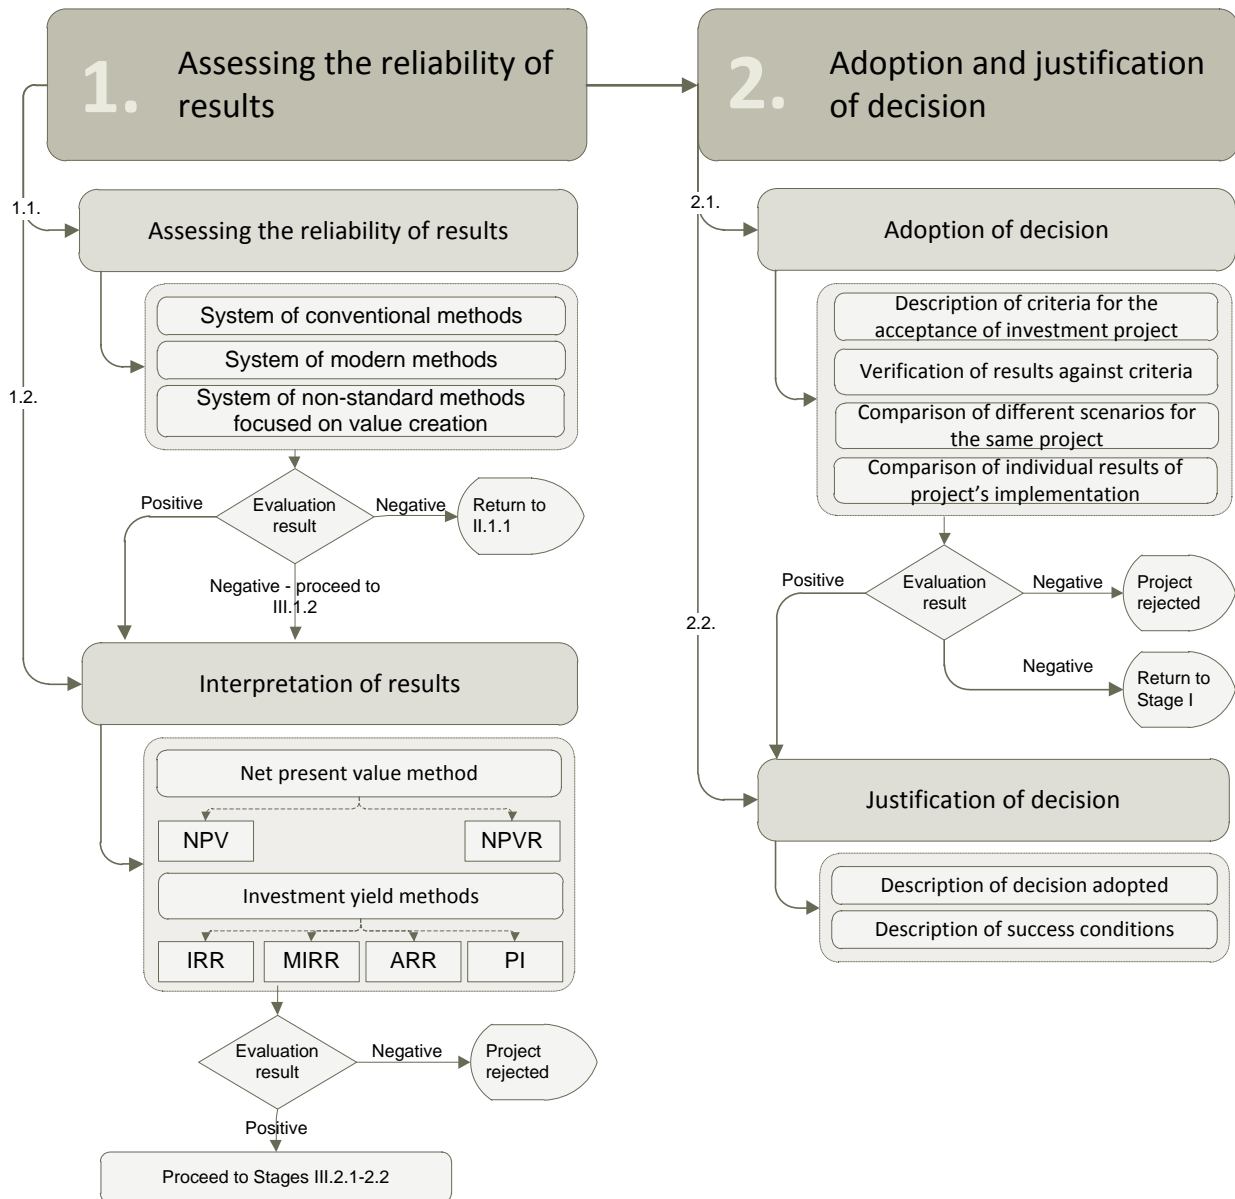 1.
Assessing the reliability of
results
1.1.
Assessing the reliability of results
System of conventional methods
System of modern methods
System of non-standard methods
focused on value creation
1.2.
Positive
Evaluation
result
Negative
Return to
II.1.1
Negative - proceed to
III.1.2
Interpretation of results
Net present value method
NPV
NPVR
Investment yield methods
IRR
MIRR
ARR
PI
Evaluation
result
Negative
Project
rejected
Positive
Proceed to Stages III.2.1-2.2
2.
Adoption and justification
of decision
2.1.
Adoption of decision
Description of criteria for the
acceptance of investment project
Verification of results against criteria
Comparison of different scenarios for
the same project
Comparison of individual results of
project's implementation
Positive
Evaluation
result
Negative
Project
rejected
2.2.
Negative
Return to
Stage I
Justification of decision
Description of decision adopted
Description of success conditions